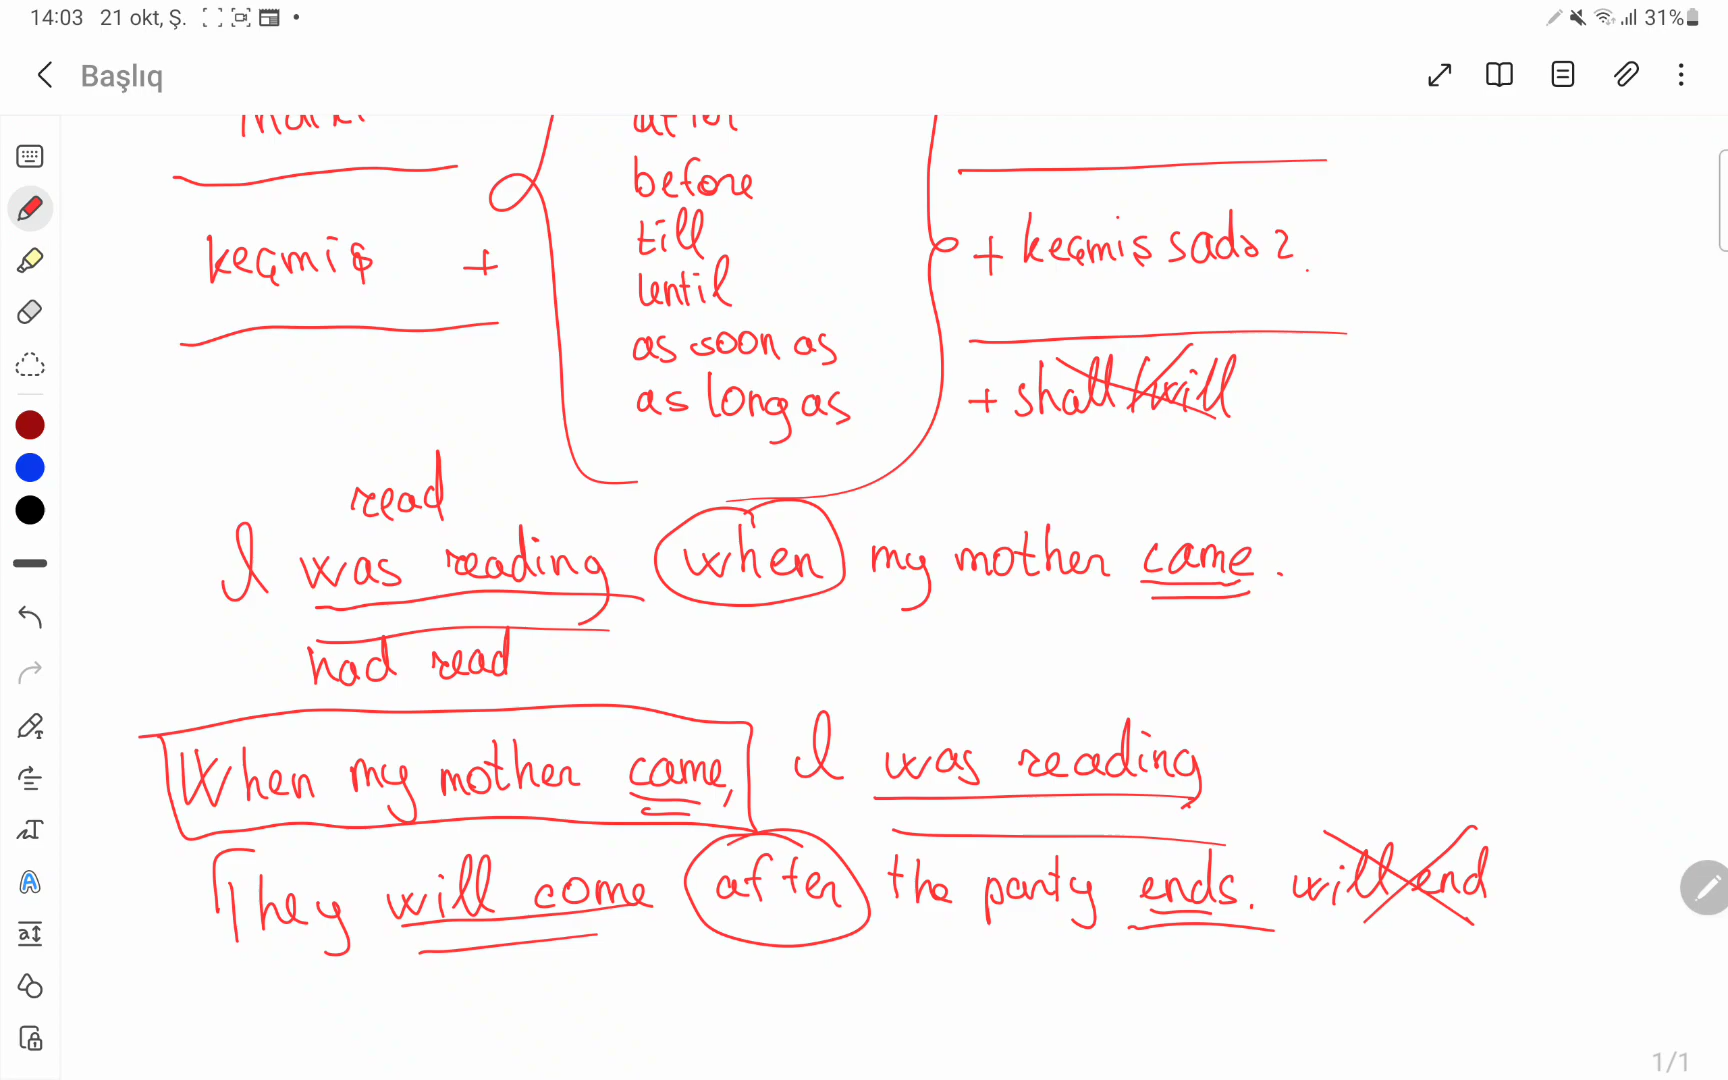 14:03 21 okt, Ş. 31%
Başlıq
before
keçmiş + till + keçmiş sadə z.
until
as soon as
as long as + shall/will
read
I was reading when my mother came.
had read
When my mother came, I was reading
They will come after the party ends. will end
1/1